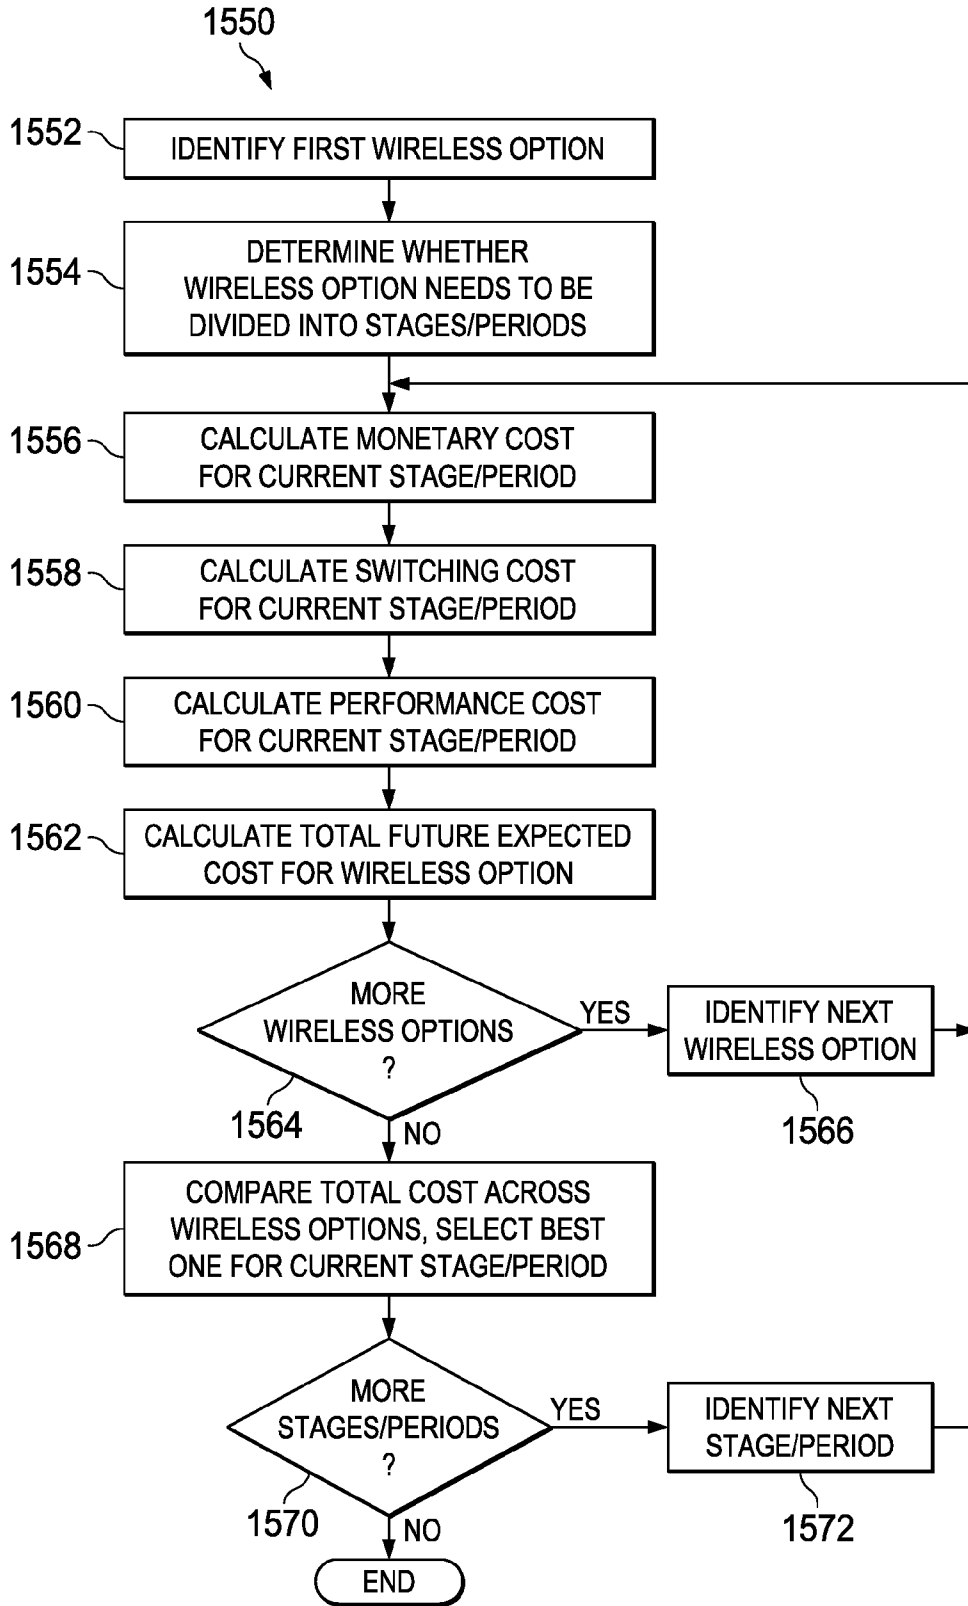 1550
1552
IDENTIFY FIRST WIRELESS OPTION
1554
DETERMINE WHETHER
WIRELESS OPTION NEEDS TO BE
DIVIDED INTO STAGES/PERIODS
1556
CALCULATE MONETARY COST
FOR CURRENT STAGE/PERIOD
1558
CALCULATE SWITCHING COST
FOR CURRENT STAGE/PERIOD
1560
CALCULATE PERFORMANCE COST
FOR CURRENT STAGE/PERIOD
1562
CALCULATE TOTAL FUTURE EXPECTED
COST FOR WIRELESS OPTION
MORE
WIRELESS OPTIONS
?
1564
YES
IDENTIFY NEXT
WIRELESS OPTION
1566
NO
1568
COMPARE TOTAL COST ACROSS
WIRELESS OPTIONS, SELECT BEST
ONE FOR CURRENT STAGE/PERIOD
MORE
STAGES/PERIODS
?
1570
YES
IDENTIFY NEXT
STAGE/PERIOD
1572
NO
END